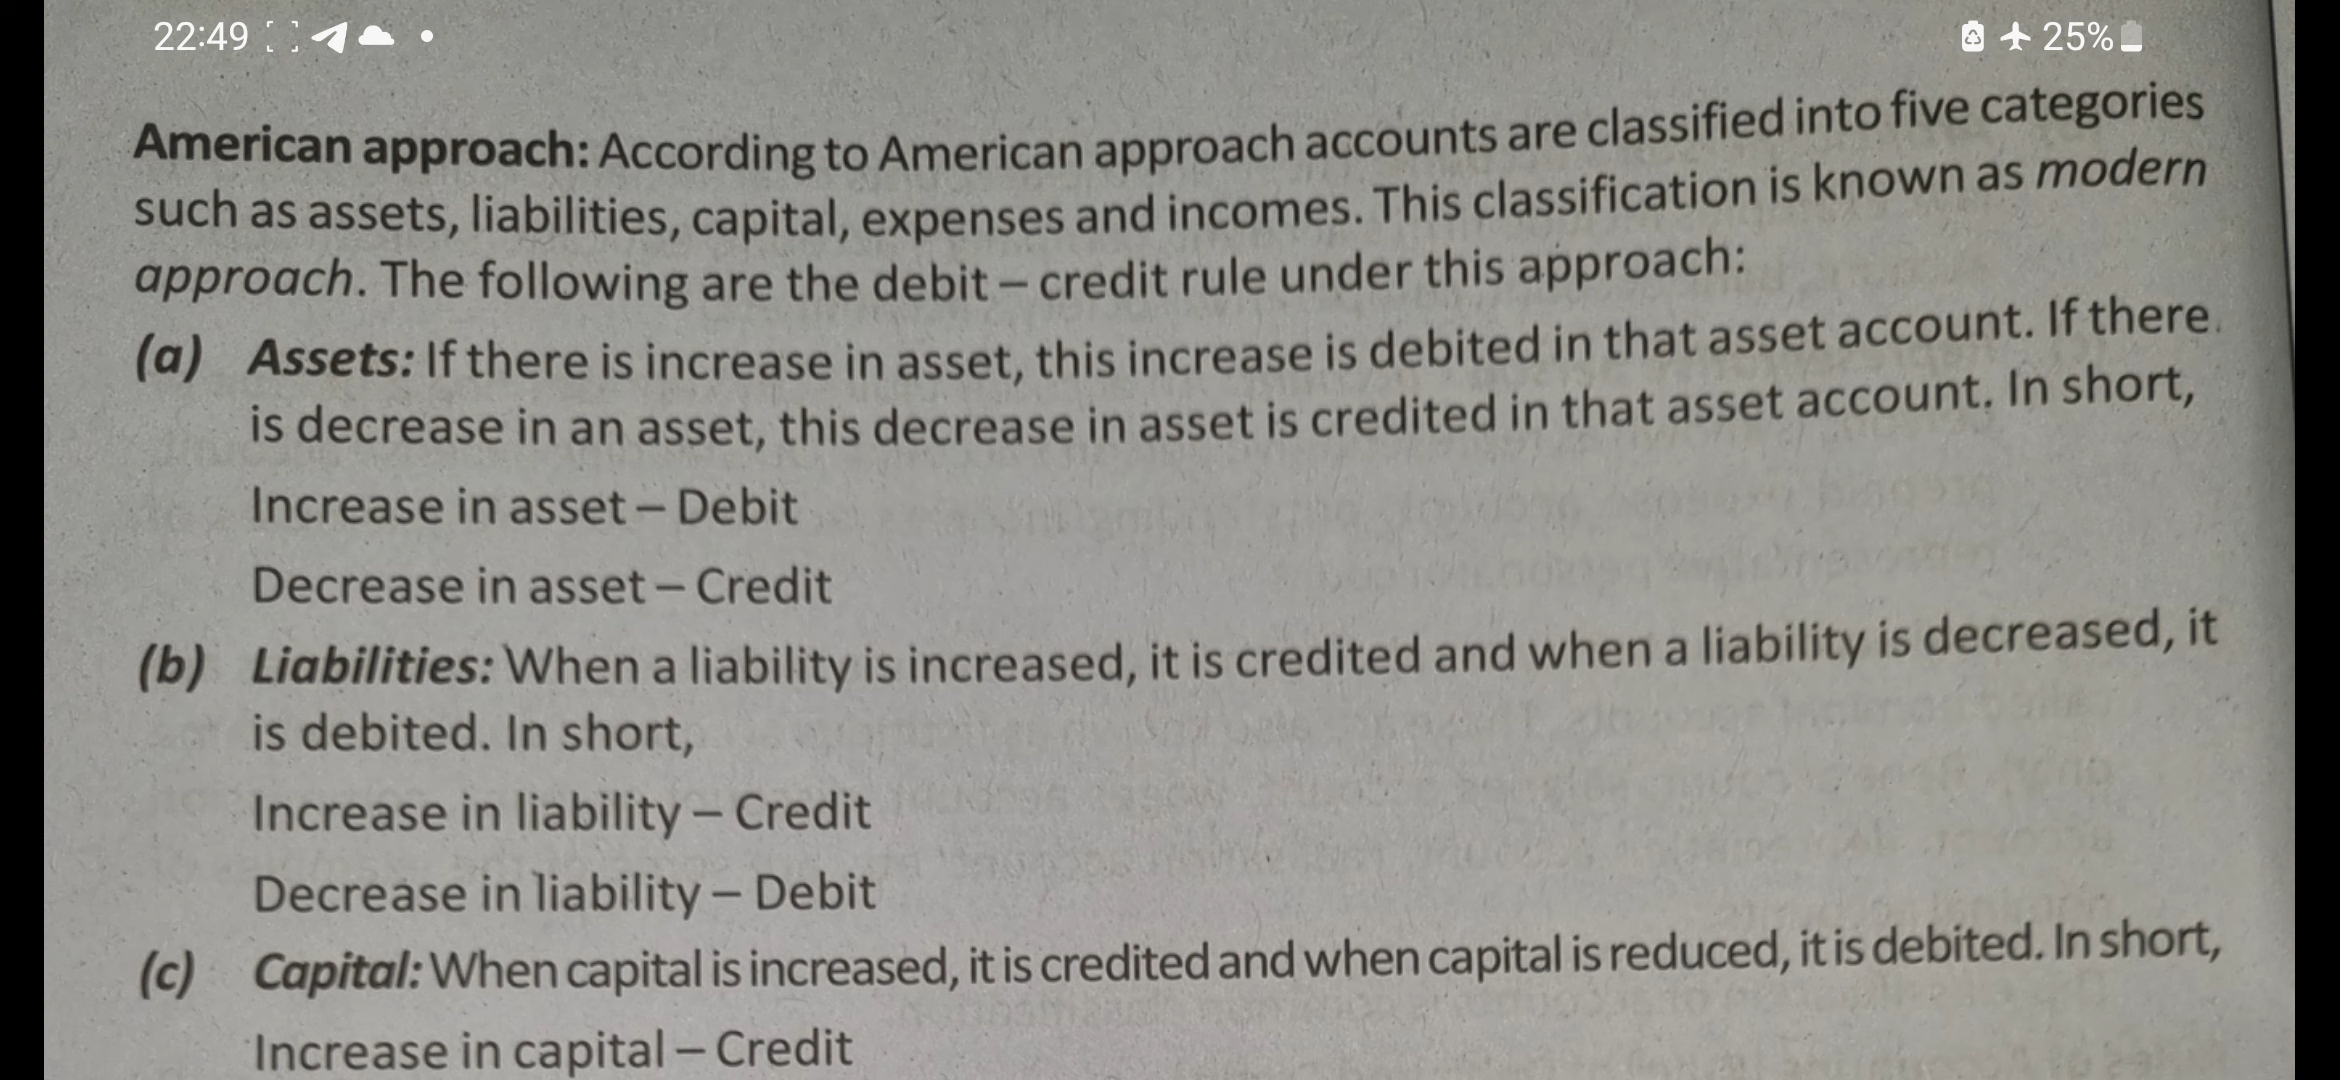 22:49
25%
American approach: According to American approach accounts are classified into five categories
such as assets, liabilities, capital, expenses and incomes. This classification is known as modern
approach. The following are the debit – credit rule under this approach:
(a) Assets: If there is increase in asset, this increase is debited in that asset account. If there
is decrease in an asset, this decrease in asset is credited in that asset account. In short,
Increase in asset – Debit
Decrease in asset – Credit
(b) Liabilities: When a liability is increased, it is credited and when a liability is decreased, it
is debited. In short,
Increase in liability – Credit
Decrease in liability – Debit
(c) Capital: When capital is increased, it is credited and when capital is reduced, it is debited. In short,
Increase in capital – Credit